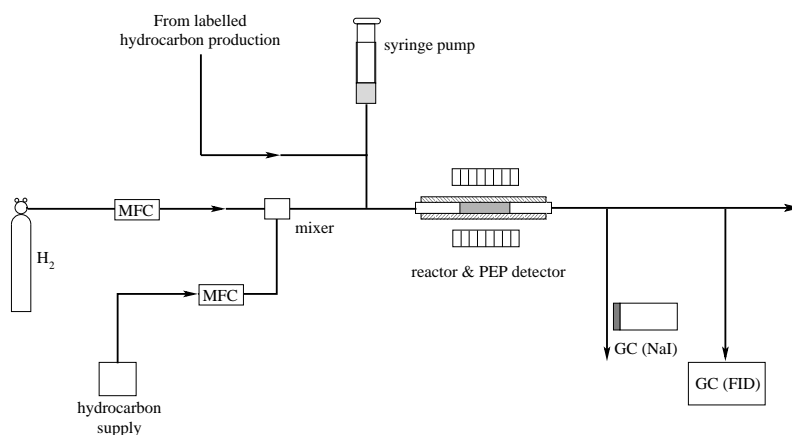 From labelled
hydrocarbon production
syringe pump
MFC
mixer
H2
reactor & PEP detector
MFC
GC (NaI)
GC (FID)
hydrocarbon
supply